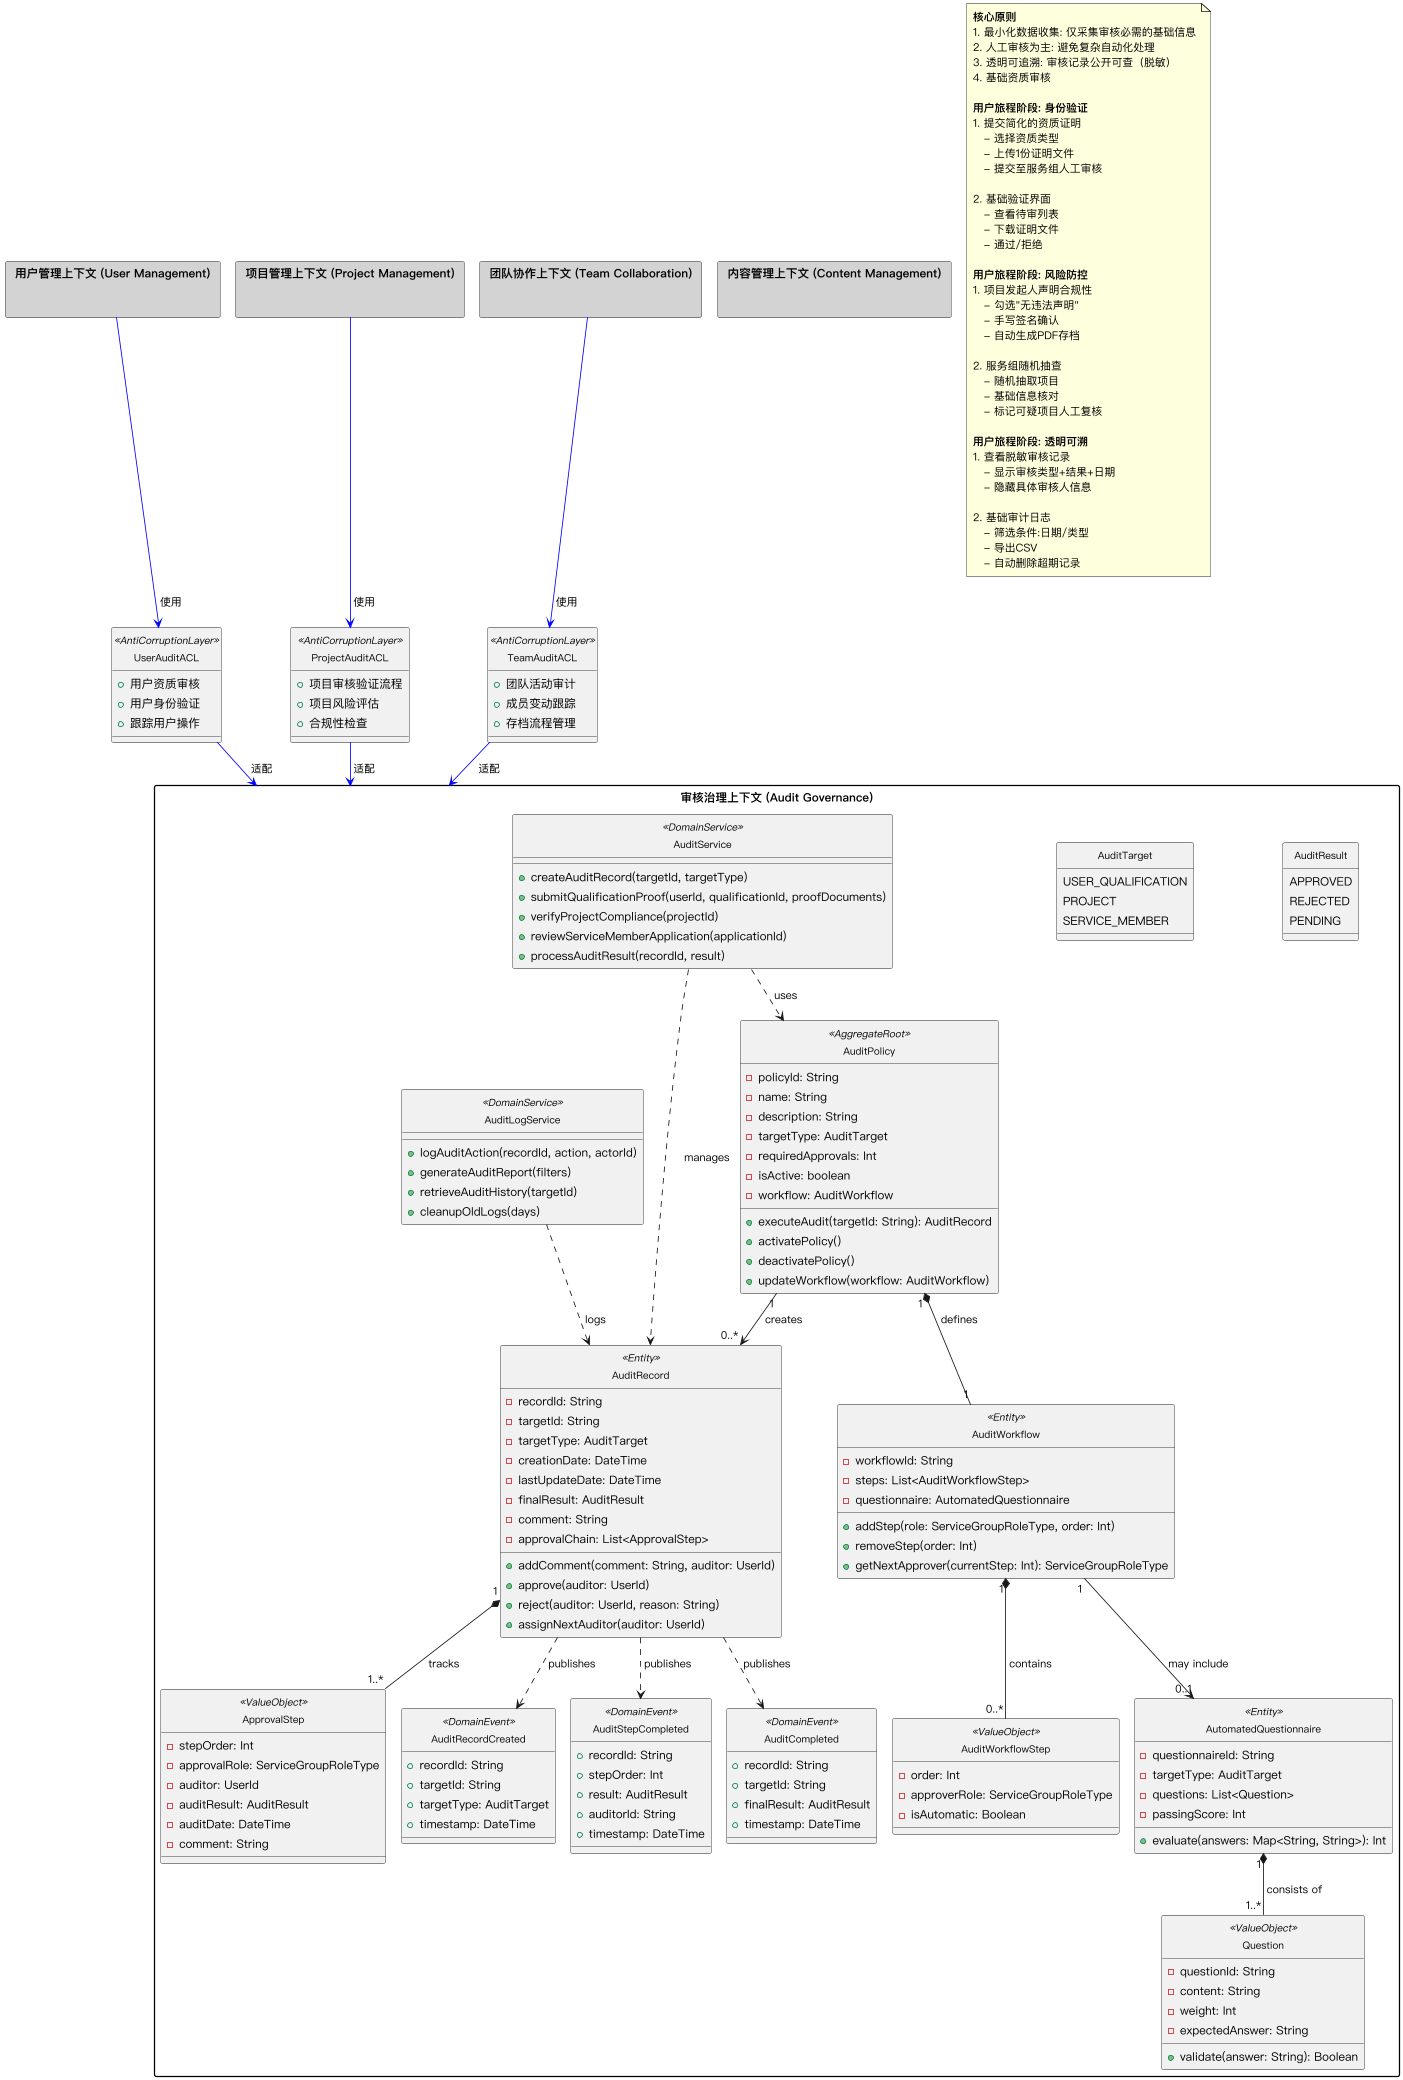 核心原则
1. 最小化数据收集: 仅采集审核必需的基础信息
2. 人工审核为主: 避免复杂自动化处理
3. 透明可追溯: 审核记录公开可查（脱敏）
4. 基础资质审核
用户旅程阶段: 身份验证
1. 提交简化的资质证明
– 选择资质类型
– 上传1份证明文件
– 提交至服务组人工审核
2. 基础验证界面
– 查看待审列表
– 下载证明文件
– 通过/拒绝
用户旅程阶段: 风险防控
1. 项目发起人声明合规性
– 勾选"无违法声明"
– 手写签名确认
– 自动生成PDF存档
2. 服务组随机抽查
– 随机抽取项目
– 基础信息核对
– 标记可疑项目人工复核
用户旅程阶段: 透明可溯
1. 查看脱敏审核记录
– 显示审核类型+结果+日期
– 隐藏具体审核人信息
2. 基础审计日志
– 筛选条件:日期/类型
– 导出CSV
– 自动删除超期记录
用户管理上下文 (User Management)
项目管理上下文 (Project Management)
团队协作上下文 (Team Collaboration)
内容管理上下文 (Content Management)
使用
使用
使用
«AntiCorruptionLayer»
UserAuditACL
用户资质审核
用户身份验证
跟踪用户操作
«AntiCorruptionLayer»
ProjectAuditACL
项目审核验证流程
项目风险评估
合规性检查
«AntiCorruptionLayer»
TeamAuditACL
团队活动审计
成员变动跟踪
存档流程管理
适配
适配
适配
审核治理上下文 (Audit Governance)
«DomainService»
AuditService
createAuditRecord(targetId, targetType)
submitQualificationProof(userId, qualificationId, proofDocuments)
verifyProjectCompliance(projectId)
reviewServiceMemberApplication(applicationId)
processAuditResult(recordId, result)
AuditTarget
USER_QUALIFICATION
PROJECT
SERVICE_MEMBER
AuditResult
APPROVED
REJECTED
PENDING
uses
manages
«AggregateRoot»
AuditPolicy
policyId: String
name: String
description: String
targetType: AuditTarget
requiredApprovals: Int
isActive: boolean
workflow: AuditWorkflow
executeAudit(targetId: String): AuditRecord
activatePolicy()
deactivatePolicy()
updateWorkflow(workflow: AuditWorkflow)
«DomainService»
AuditLogService
logAuditAction(recordId, action, actorId)
generateAuditReport(filters)
retrieveAuditHistory(targetId)
cleanupOldLogs(days)
logs
1
creates
0..*
1
defines
1
«Entity»
AuditRecord
recordId: String
targetId: String
targetType: AuditTarget
creationDate: DateTime
lastUpdateDate: DateTime
finalResult: AuditResult
comment: String
approvalChain: List<ApprovalStep>
addComment(comment: String, auditor: UserId)
approve(auditor: UserId)
reject(auditor: UserId, reason: String)
assignNextAuditor(auditor: UserId)
«Entity»
AuditWorkflow
workflowId: String
steps: List<AuditWorkflowStep>
questionnaire: AutomatedQuestionnaire
addStep(role: ServiceGroupRoleType, order: Int)
removeStep(order: Int)
getNextApprover(currentStep: Int): ServiceGroupRoleType
1
tracks
1..*
publishes
publishes
publishes
1
contains
0..*
1
may include
0..1
«ValueObject»
ApprovalStep
stepOrder: Int
approvalRole: ServiceGroupRoleType
auditor: UserId
auditResult: AuditResult
auditDate: DateTime
comment: String
«DomainEvent»
AuditRecordCreated
recordId: String
targetId: String
targetType: AuditTarget
timestamp: DateTime
«DomainEvent»
AuditStepCompleted
recordId: String
stepOrder: Int
result: AuditResult
auditorId: String
timestamp: DateTime
«DomainEvent»
AuditCompleted
recordId: String
targetId: String
finalResult: AuditResult
timestamp: DateTime
«ValueObject»
AuditWorkflowStep
order: Int
approverRole: ServiceGroupRoleType
isAutomatic: Boolean
«Entity»
AutomatedQuestionnaire
questionnaireId: String
targetType: AuditTarget
questions: List<Question>
passingScore: Int
evaluate(answers: Map<String, String>): Int
1
consists of
1..*
«ValueObject»
Question
questionId: String
content: String
weight: Int
expectedAnswer: String
validate(answer: String): Boolean